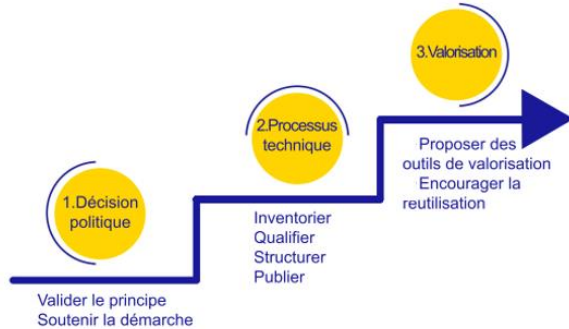 1.Décision
politique
Valider le principe
Soutenir la démarche
2.Processus
technique
Inventorier
Qualifier
Structurer
Publier
3.Valorisation
Proposer des
outils de valorisation
Encourager la
reutilisation